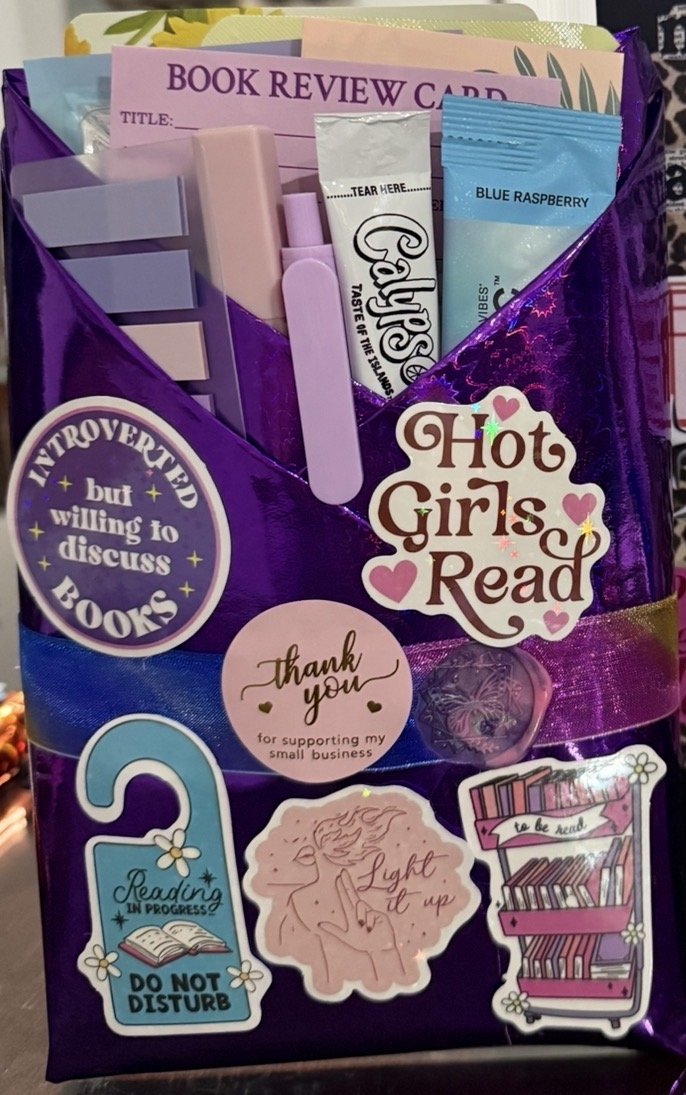 BOOK REVIEW CARD
TITLE:
TEAR HERE
Calypso
TASTE OF THE ISLANDS
BLUE RASPBERRY
VIBES™
INTROVERTED
but
willing to
discuss
BOOKS
Hot
Girls
Read
thank
you
for supporting my
small business
Reading
IN PROGRESS
DO NOT
DISTURB
Light
it up
to be read